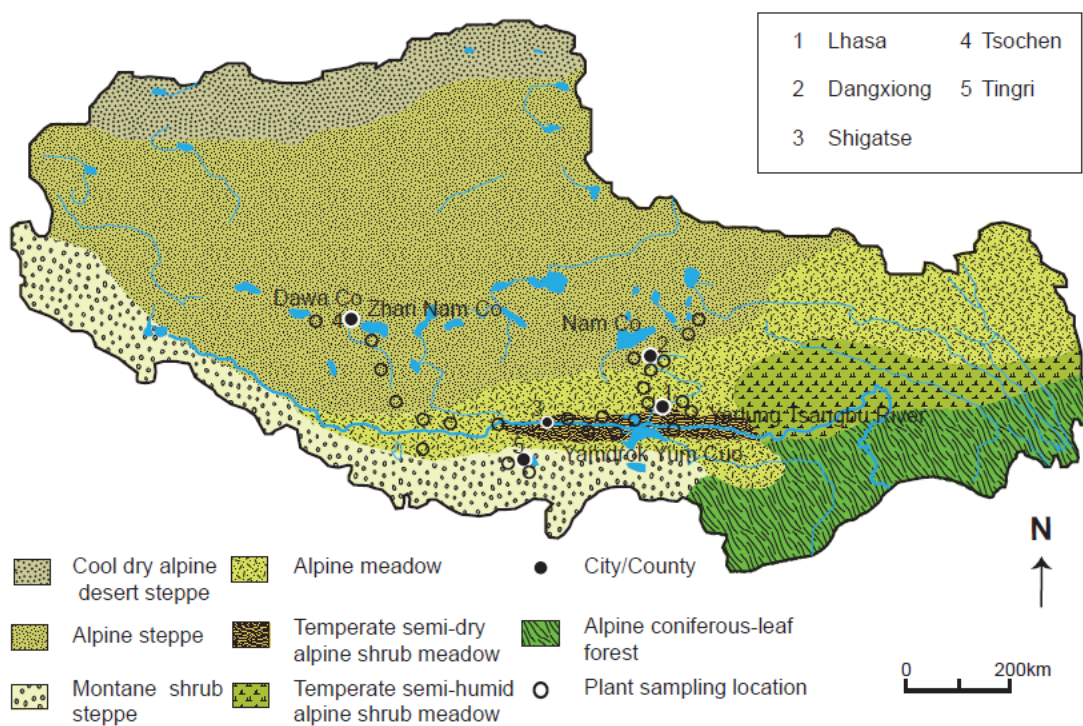 1 Lhasa 4 Tsochen
2 Dangxiong 5 Tingri
3 Shigatse
Dawa Co
4
Zhari Nam Co
Nam Co
2
1
3
Yarlung Tsangbu River
5
Yamdrok Yum Cuo
N
Cool dry alpine
desert steppe
Alpine meadow
City/County
Alpine steppe
Temperate semi-dry
alpine shrub meadow
Alpine coniferous-leaf
forest
Montane shrub
steppe
Temperate semi-humid
alpine shrub meadow
Plant sampling location
0 200km